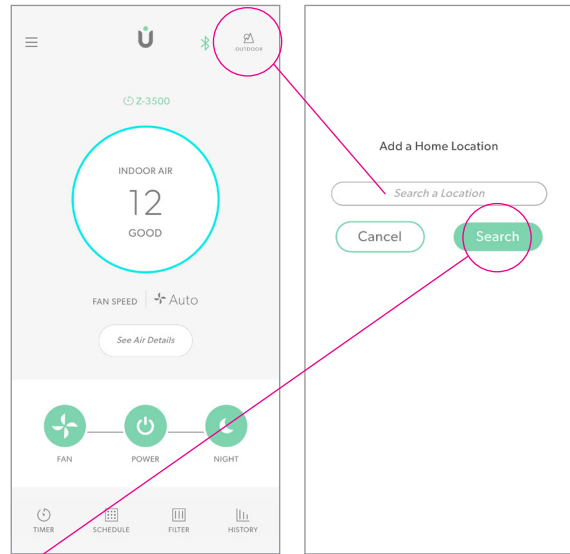 OUTDOOR
Z-3500
INDOOR AIR
12
GOOD
FAN SPEED Auto
See Air Details
FAN POWER NIGHT
TIMER SCHEDULE FILTER HISTORY
Add a Home Location
Search a Location
Cancel Search